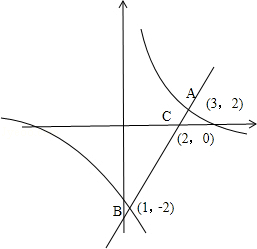 A (3, 2)
C
(2, 0)
B (1, -2)